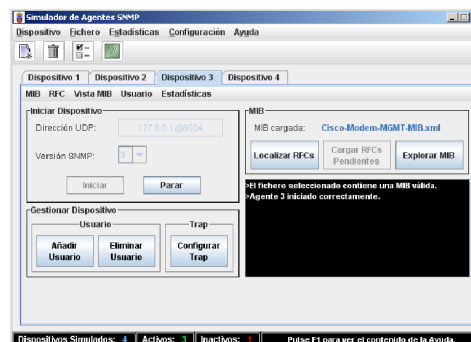 Simulador de Agentes SNMP
Dispositivo Fichero Estadísticas Configuración Ayuda
Dispositivo 1 Dispositivo 2 Dispositivo 3 Dispositivo 4
MIB RFC Vista MIB Usuario Estadísticas
Iniciar Dispositivo
Dirección UDP: 127.0.0.1@8004
Versión SNMP: 3
Iniciar Parar
MIB
MIB cargada: Cisco-Modem-MGMT-MIB.xml
Localizar RFCs Cargar RFCs Pendientes Explorar MIB
>El fichero seleccionado contiene una MIB válida.
>Agente 3 iniciado correctamente.
Gestionar Dispositivo
Usuario Trap
Añadir Usuario Eliminar Usuario Configurar Trap
Dispositivos Simulados: 4 Activos: 3 Inactivos: 1 Pulse F1 para ver el contenido de la Ayuda.